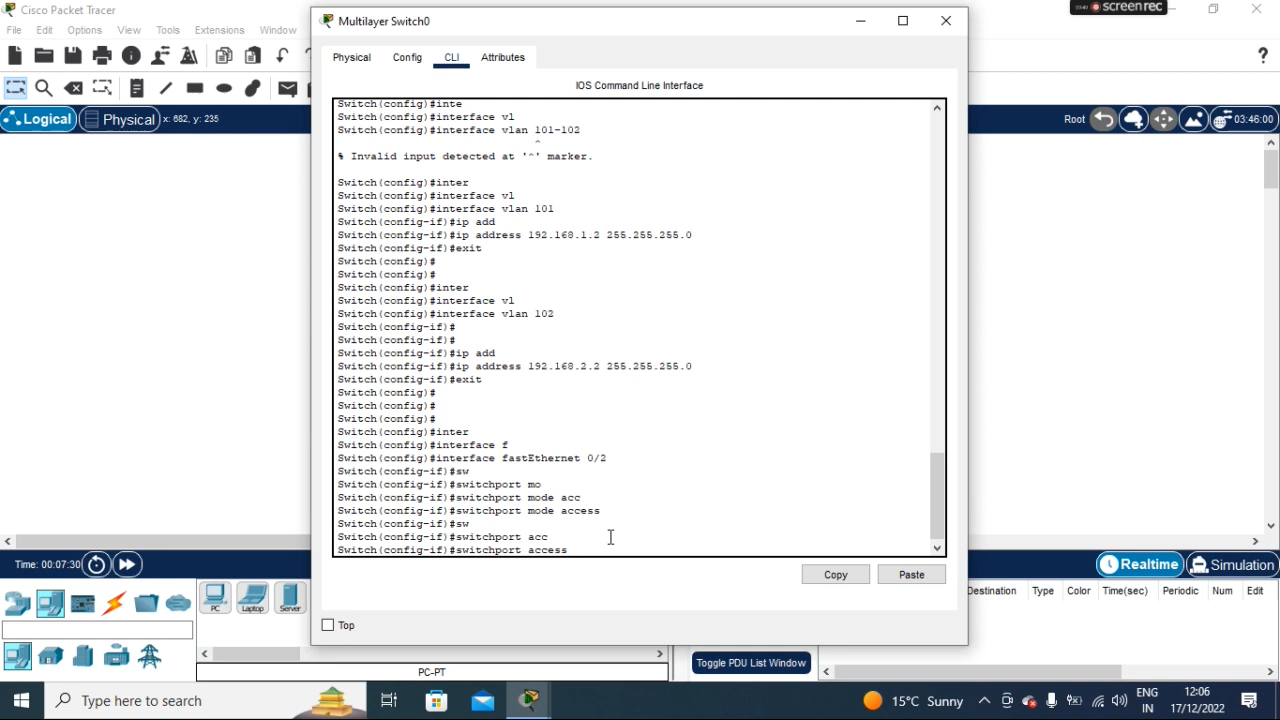 Cisco Packet Tracer
File Edit Options View Tools Extensions Window
Logical Physical x: 682, y: 235
Multilayer Switch0
Physical Config CLI Attributes
IOS Command Line Interface
Switch(config)#inte
Switch(config)#interface vl
Switch(config)#interface vlan 101-102
^
% Invalid input detected at '^' marker.
Switch(config)#inter
Switch(config)#interface vl
Switch(config)#interface vlan 101
Switch(config-if)#ip add
Switch(config-if)#ip address 192.168.1.2 255.255.255.0
Switch(config-if)#exit
Switch(config)#
Switch(config)#
Switch(config)#inter
Switch(config)#interface vl
Switch(config)#interface vlan 102
Switch(config-if)#
Switch(config-if)#
Switch(config-if)#ip add
Switch(config-if)#ip address 192.168.2.2 255.255.255.0
Switch(config-if)#exit
Switch(config)#
Switch(config)#
Switch(config)#
Switch(config)#inter
Switch(config)#interface f
Switch(config)#interface fastEthernet 0/2
Switch(config-if)#sw
Switch(config-if)#switchport mo
Switch(config-if)#switchport mode acc
Switch(config-if)#switchport mode access
Switch(config-if)#sw
Switch(config-if)#switchport acc
Switch(config-if)#switchport access
Copy Paste
Top
screenrec
?
Root 03:46:00
Time: 00:07:30
Realtime Simulation
PC Laptop Server
PC-PT
Toggle PDU List Window
Destination Type Color Time(sec) Periodic Num Edit
Type here to search
15°C Sunny
ENG
IN
12:06
17/12/2022